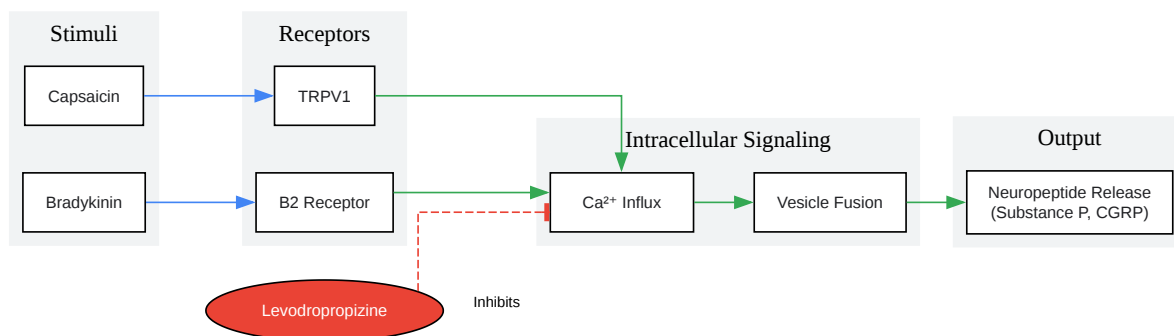 Stimuli
Receptors
Capsaicin
TRPV1
Intracellular Signaling
Output
Bradykinin
B2 Receptor
Ca²⁺ Influx
Vesicle Fusion
Neuropeptide Release
(Substance P, CGRP)
Levodropropizine
Inhibits